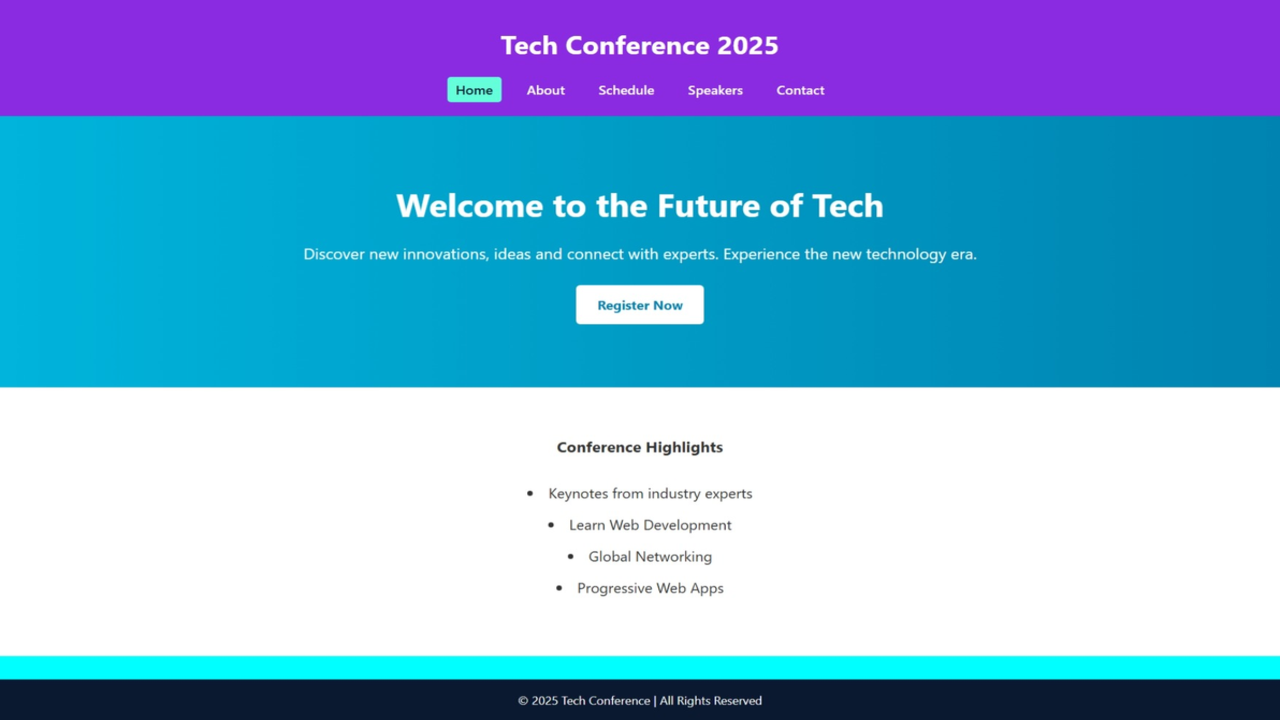 Tech Conference 2025
Home About Schedule Speakers Contact
Welcome to the Future of Tech
Discover new innovations, ideas and connect with experts. Experience the new technology era.
Register Now
Conference Highlights
• Keynotes from industry experts
• Learn Web Development
• Global Networking
• Progressive Web Apps
© 2025 Tech Conference | All Rights Reserved